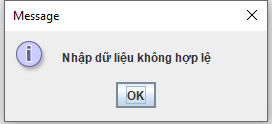 Message
Nhập dữ liệu không hợp lệ
OK